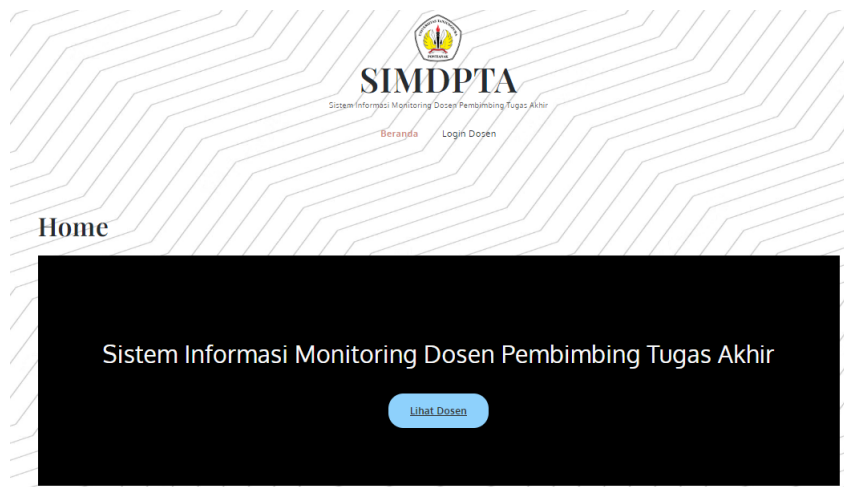 SIMDPTA
Sistem Informasi Monitoring Dosen Pembimbing Tugas Akhir
Beranda Login Dosen
Home
Sistem Informasi Monitoring Dosen Pembimbing Tugas Akhir
Lihat Dosen